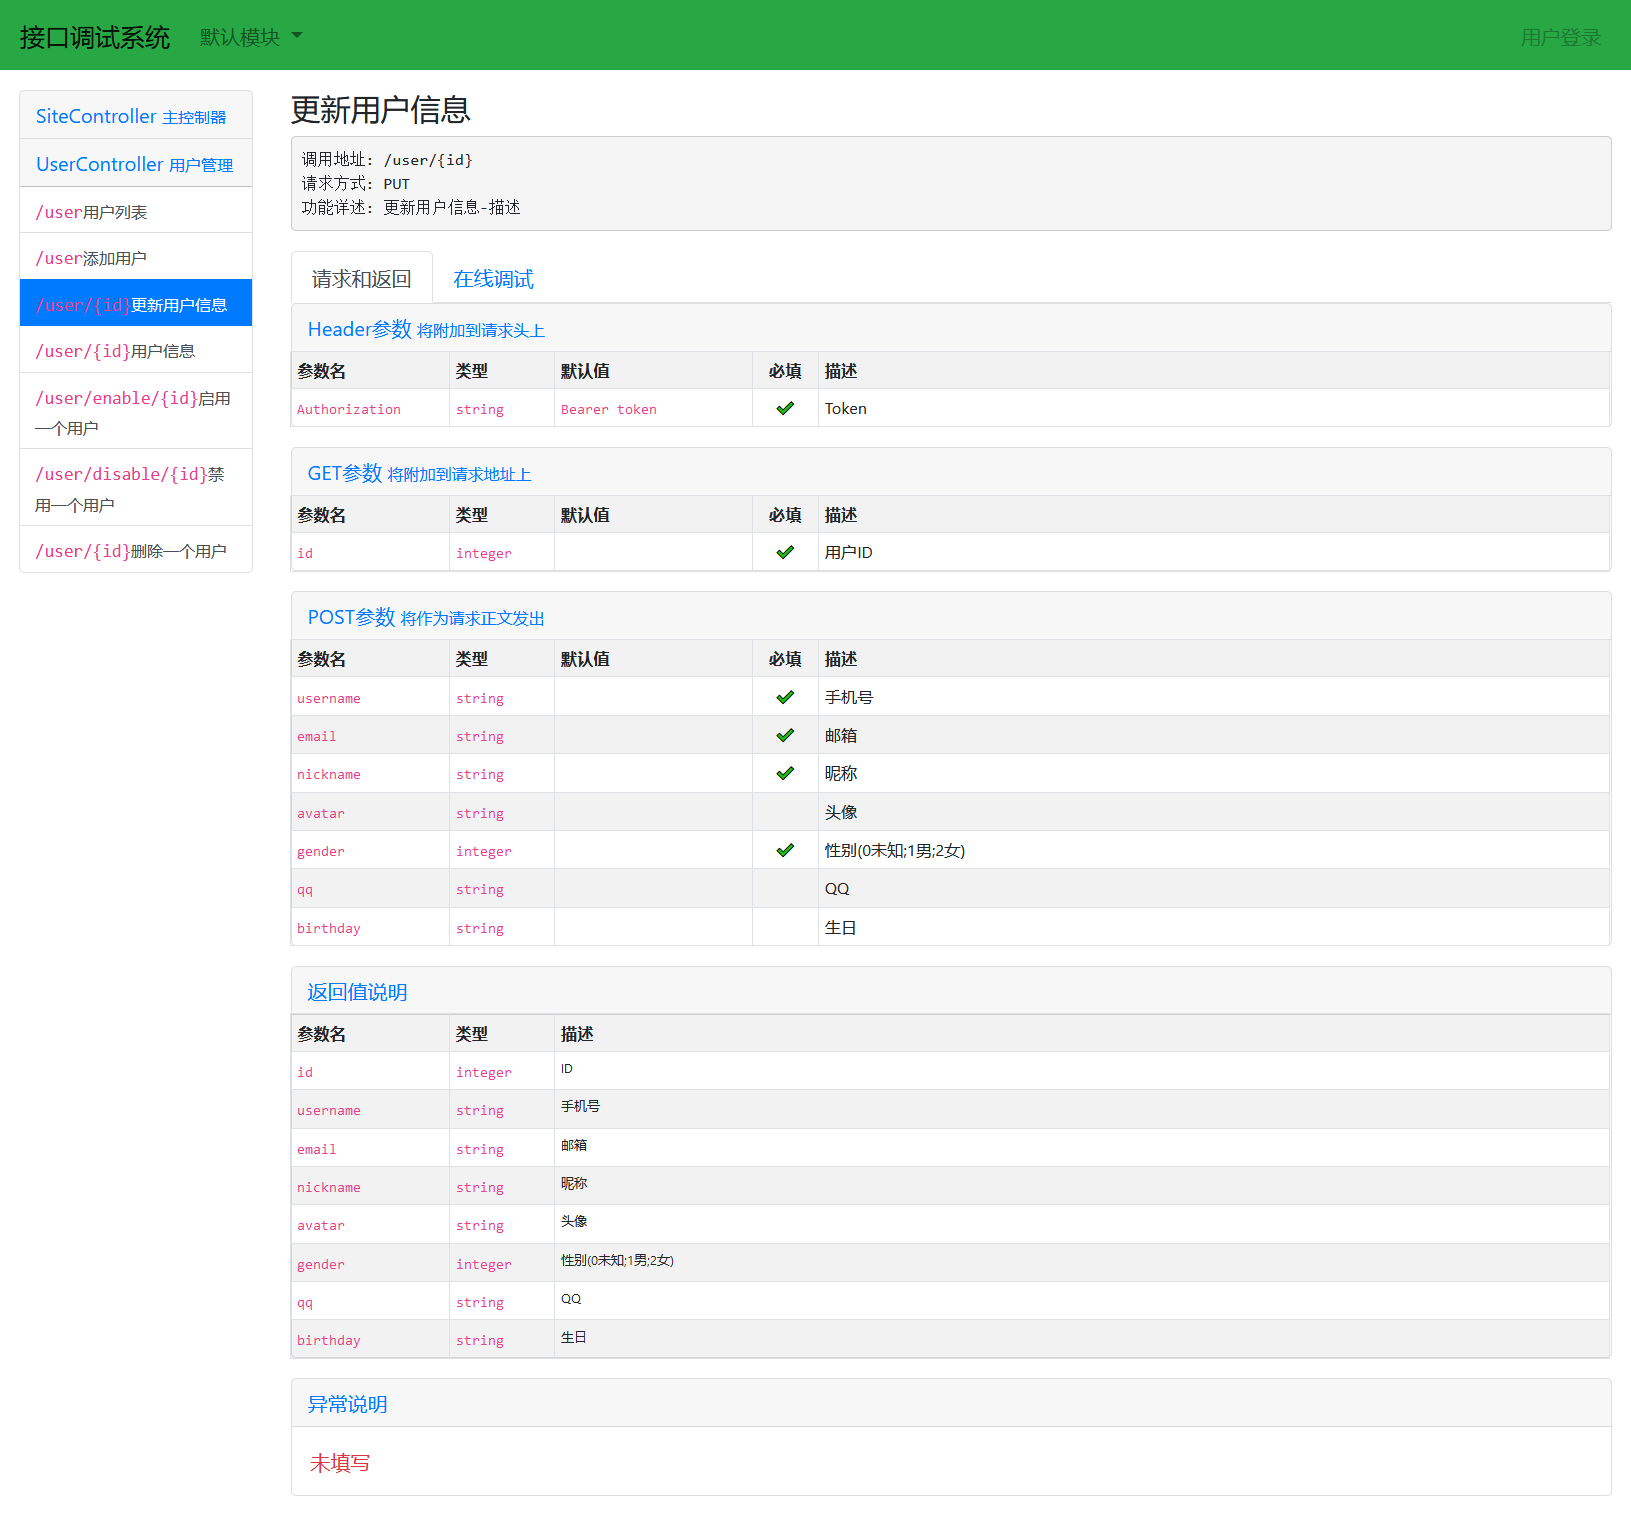 接口调试系统 默认模块 用户登录
SiteController 主控制器
UserController 用户管理
/user用户列表
/user添加用户
/user/{id}更新用户信息
/user/{id}用户信息
/user/enable/{id}启用
一个用户
/user/disable/{id}禁
用一个用户
/user/{id}删除一个用户
更新用户信息
调用地址: /user/{id}
请求方式: PUT
功能详述: 更新用户信息-描述
请求和返回 在线调试
Header参数 将附加到请求头上
参数名 类型 默认值 必填 描述
Authorization string Bearer token Token
GET参数 将附加到请求地址上
参数名 类型 默认值 必填 描述
id integer 用户ID
POST参数 将作为请求正文发出
参数名 类型 默认值 必填 描述
username string 手机号
email string 邮箱
nickname string 昵称
avatar string 头像
gender integer 性别(0未知;1男;2女)
qq string QQ
birthday string 生日
返回值说明
参数名 类型 描述
id integer ID
username string 手机号
email string 邮箱
nickname string 昵称
avatar string 头像
gender integer 性别(0未知;1男;2女)
qq string QQ
birthday string 生日
异常说明
未填写